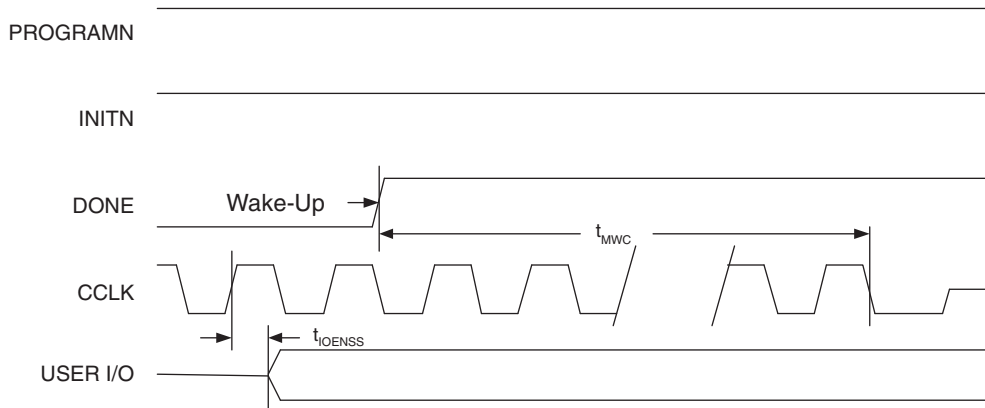 PROGRAMN
INITN
DONE
Wake-Up
tMWC
CCLK
tIOENSS
USER I/O